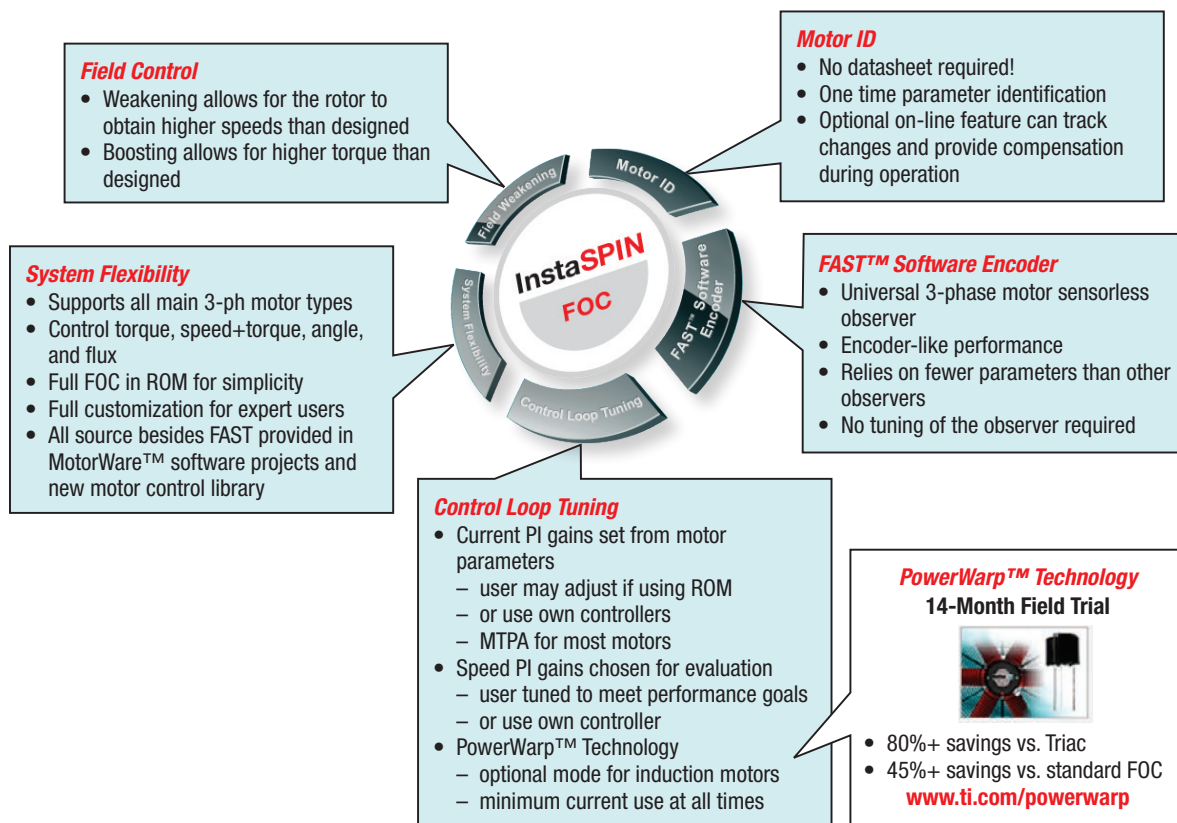 Field Control
• Weakening allows for the rotor to
obtain higher speeds than designed
• Boosting allows for higher torque than
designed
Motor ID
• No datasheet required!
• One time parameter identification
• Optional on-line feature can track
changes and provide compensation
during operation
System Flexibility
• Supports all main 3-ph motor types
• Control torque, speed+torque, angle,
and flux
• Full FOC in ROM for simplicity
• Full customization for expert users
• All source besides FAST provided in
MotorWare™ software projects and
new motor control library
Field Weakening
Motor ID
FAST™ Software
Encoder
Control Loop Tuning
System Flexibility
InstaSPIN
FOC
FAST™ Software Encoder
• Universal 3-phase motor sensorless
observer
• Encoder-like performance
• Relies on fewer parameters than other
observers
• No tuning of the observer required
Control Loop Tuning
• Current PI gains set from motor
parameters
– user may adjust if using ROM
– or use own controllers
– MTPA for most motors
• Speed PI gains chosen for evaluation
– user tuned to meet performance goals
– or use own controller
• PowerWarp™ Technology
– optional mode for induction motors
– minimum current use at all times
PowerWarp™ Technology
14-Month Field Trial
• 80%+ savings vs. Triac
• 45%+ savings vs. standard FOC
www.ti.com/powerwarp